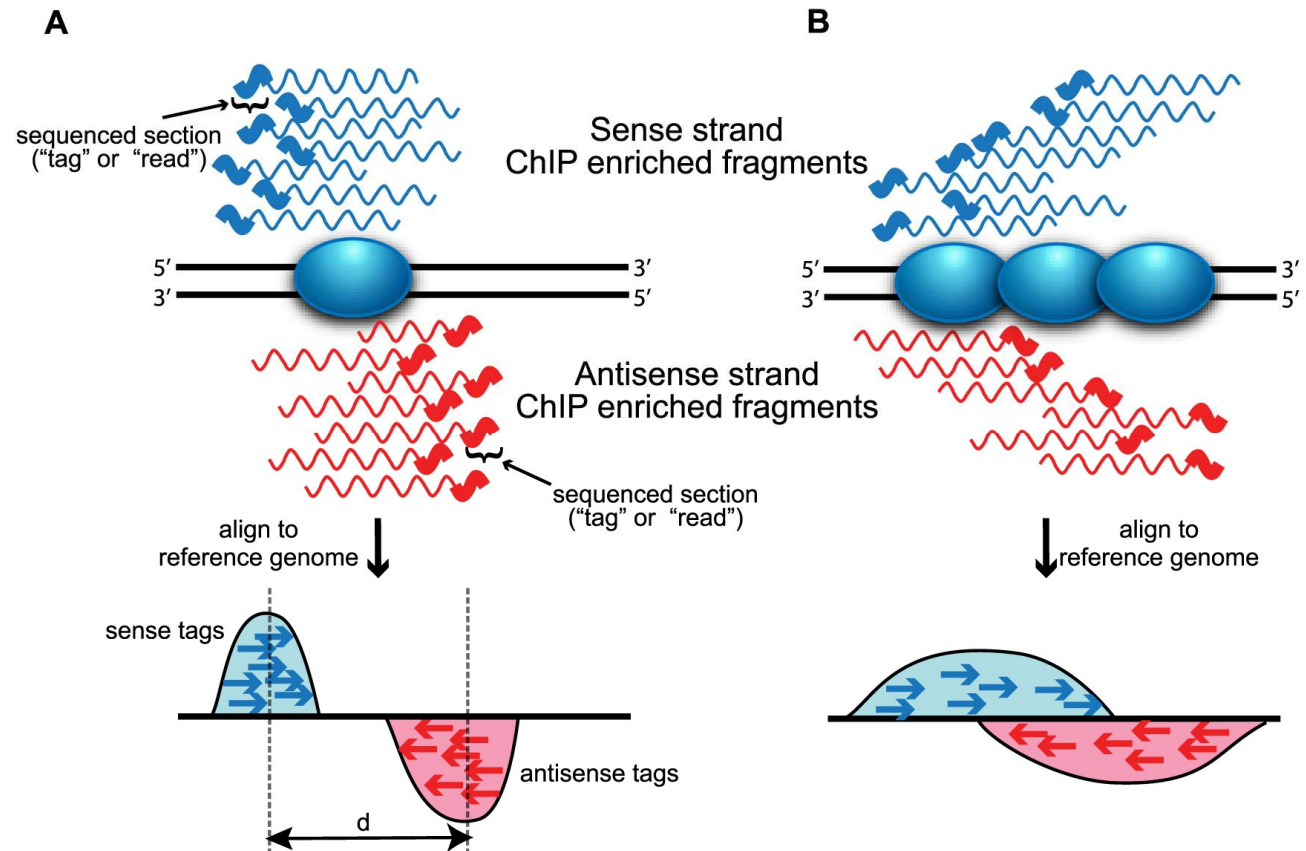 A
B
sequenced section
("tag" or "read")
Sense strand
ChIP enriched fragments
5′
3′
3′
5′
5′
3′
3′
5′
Antisense strand
ChIP enriched fragments
sequenced section
("tag" or "read")
align to
reference genome
align to
reference genome
sense tags
antisense tags
d